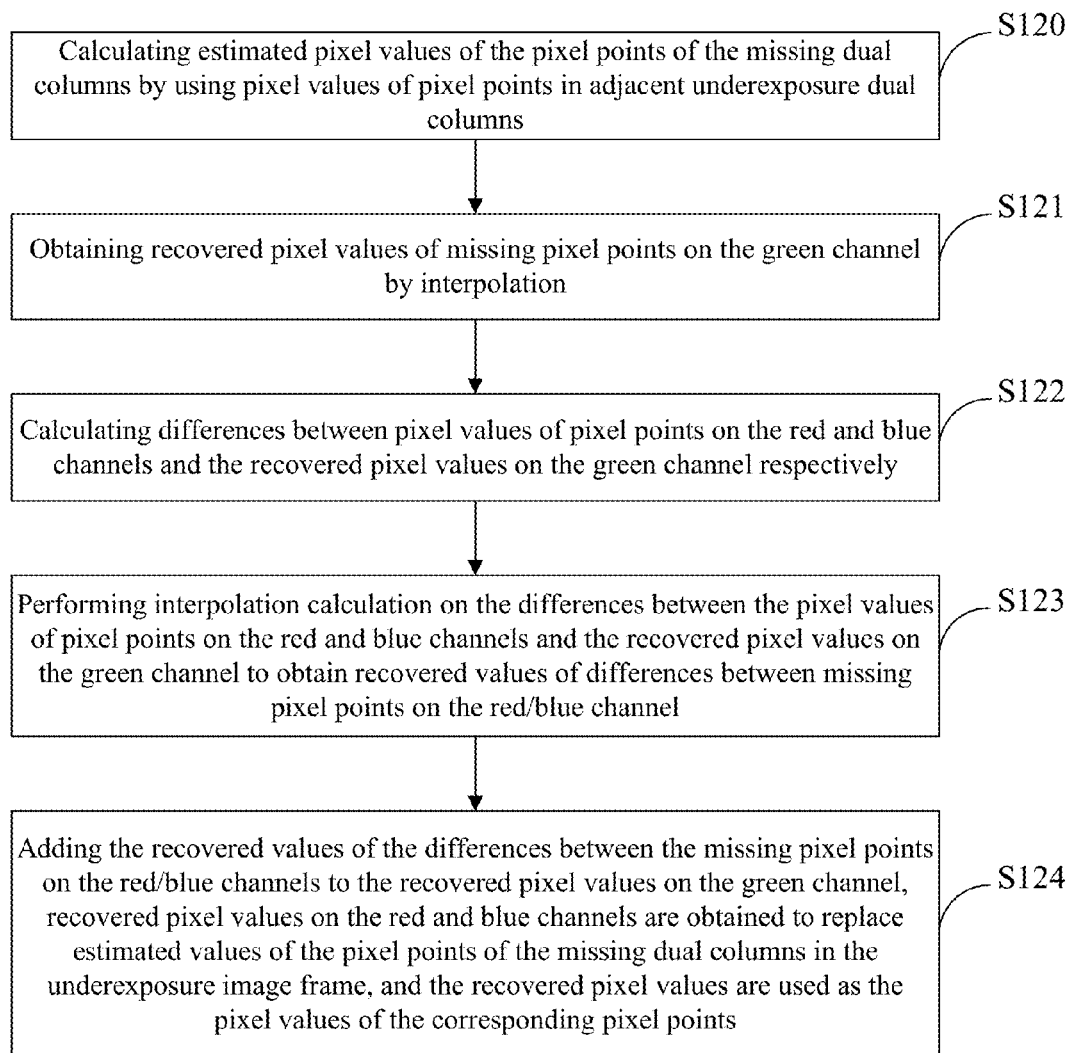 S120
Calculating estimated pixel values of the pixel points of the missing dual
columns by using pixel values of pixel points in adjacent underexposure dual
columns
S121
Obtaining recovered pixel values of missing pixel points on the green channel
by interpolation
S122
Calculating differences between pixel values of pixel points on the red and blue
channels and the recovered pixel values on the green channel respectively
S123
Performing interpolation calculation on the differences between the pixel values
of pixel points on the red and blue channels and the recovered pixel values on
the green channel to obtain recovered values of differences between missing
pixel points on the red/blue channel
S124
Adding the recovered values of the differences between the missing pixel points
on the red/blue channels to the recovered pixel values on the green channel,
recovered pixel values on the red and blue channels are obtained to replace
estimated values of the pixel points of the missing dual columns in the
underexposure image frame, and the recovered pixel values are used as the
pixel values of the corresponding pixel points